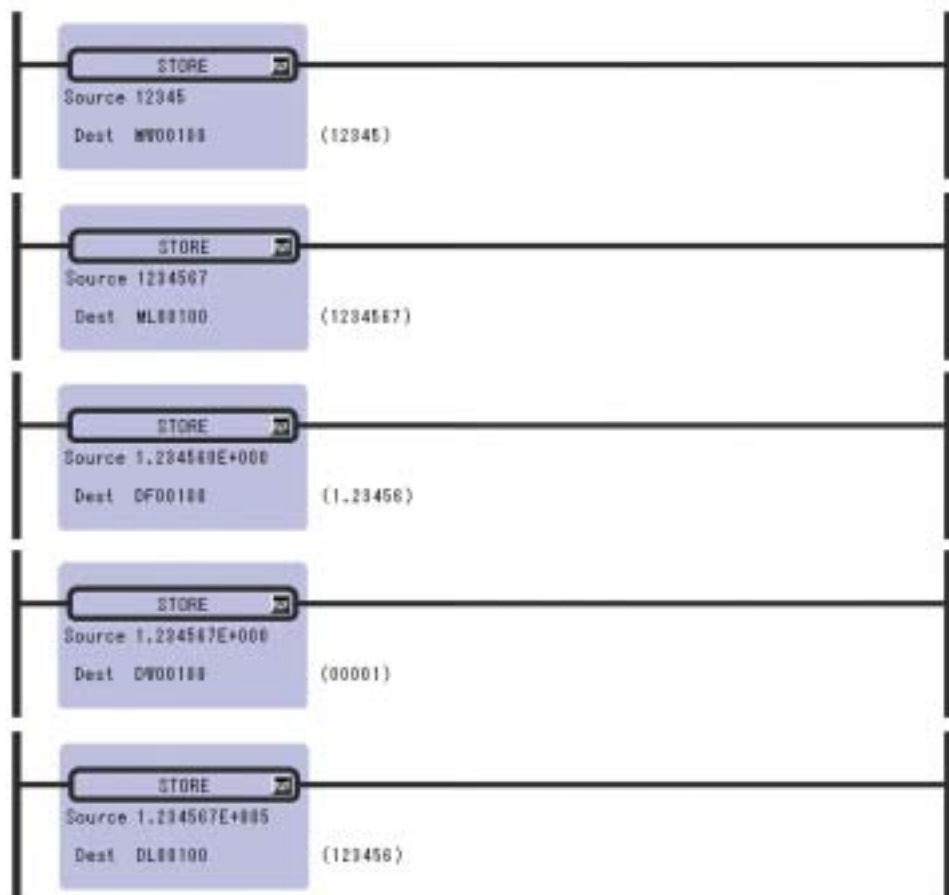 STORE
Source 12345
Dest MW00100 (12345)
STORE
Source 1234567
Dest ML00100 (1234567)
STORE
Source 1.234560E+000
Dest DF00100 (1.23456)
STORE
Source 1.234567E+000
Dest DW00100 (00001)
STORE
Source 1.234567E+005
Dest DL00100 (123456)